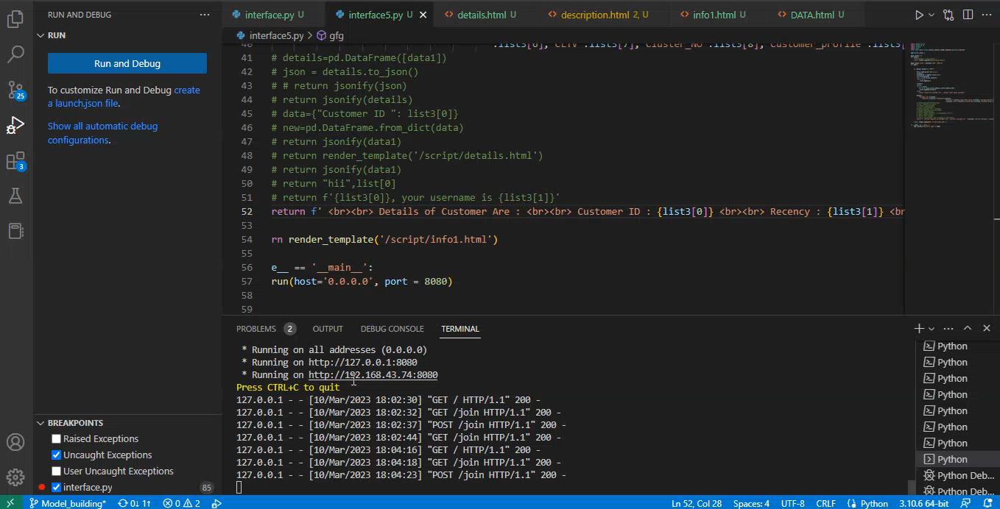 RUN AND DEBUG ...
RUN
Run and Debug
To customize Run and Debug create
a launch.json file.
Show all automatic debug
configurations.
25
3
BREAKPOINTS
Raised Exceptions
Uncaught Exceptions
User Uncaught Exceptions
interface.py 85
interface.py U
interface5.py U
details.html U
description.html 2, U
info1.html U
DATA.html U
interface5.py > gfg
40 .list3[6], CLTV :list3[7], Cluster_NO :list3[8], Customer_profile :list3[
41 # details=pd.DataFrame([data1])
42 # json = details.to_json()
43 # # return jsonify(json)
44 # return jsonify(details)
45 # data={"Customer ID ": list3[0]}
46 # new=pd.DataFrame.from_dict(data)
47 # return jsonify(data1)
48 # return render_template('/script/details.html')
49 # return jsonify(data1)
50 # return "hii",list[0]
51 # return f'{list3[0]}, your username is {list3[1]}'
52 return f' <br><br> Details of Customer Are : <br><br> Customer ID : {list3[0]} <br><br> Recency : {list3[1]} <br
53
54 rn render_template('/script/info1.html')
55
56 e__ == '__main__':
57 run(host='0.0.0.0', port = 8080)
58
59
PROBLEMS 2 OUTPUT DEBUG CONSOLE TERMINAL
* Running on all addresses (0.0.0.0)
* Running on http://127.0.0.1:8080
* Running on http://192.168.43.74:8080
Press CTRL+C to quit
127.0.0.1 - - [10/Mar/2023 18:02:30] "GET / HTTP/1.1" 200 -
127.0.0.1 - - [10/Mar/2023 18:02:32] "GET /join HTTP/1.1" 200 -
127.0.0.1 - - [10/Mar/2023 18:02:37] "POST /join HTTP/1.1" 200 -
127.0.0.1 - - [10/Mar/2023 18:02:44] "GET /join HTTP/1.1" 200 -
127.0.0.1 - - [10/Mar/2023 18:04:16] "GET / HTTP/1.1" 200 -
127.0.0.1 - - [10/Mar/2023 18:04:18] "GET /join HTTP/1.1" 200 -
127.0.0.1 - - [10/Mar/2023 18:04:23] "POST /join HTTP/1.1" 200 -
Python
Python
Python
Python
Python
Python
Python
Python
Python Deb...
Python Deb...
Model_building* 0↓ 1↑ 0 2 Ln 52, Col 28 Spaces: 4 UTF-8 CRLF Python 3.10.6 64-bit